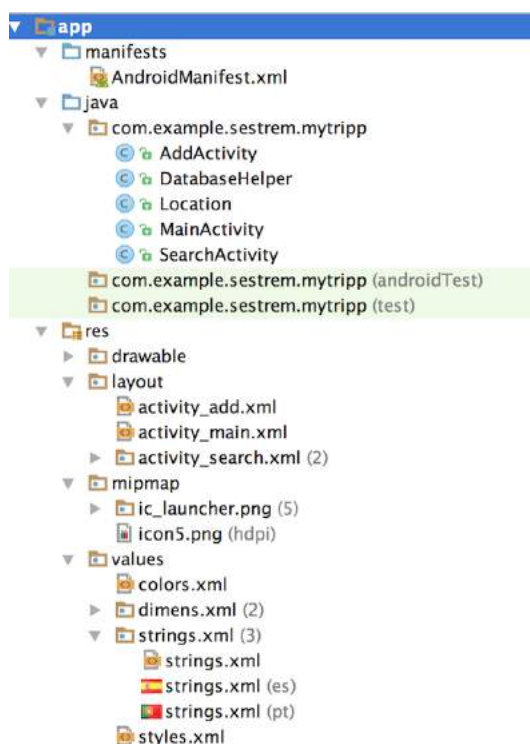 app
manifests
AndroidManifest.xml
java
com.example.sestrem.mytripp
C AddActivity
C DatabaseHelper
C Location
C MainActivity
C SearchActivity
com.example.sestrem.mytripp (androidTest)
com.example.sestrem.mytripp (test)
res
drawable
layout
activity_add.xml
activity_main.xml
activity_search.xml (2)
mipmap
ic_launcher.png (5)
icon5.png (hdpi)
values
colors.xml
dimens.xml (2)
strings.xml (3)
strings.xml
strings.xml (es)
strings.xml (pt)
styles.xml